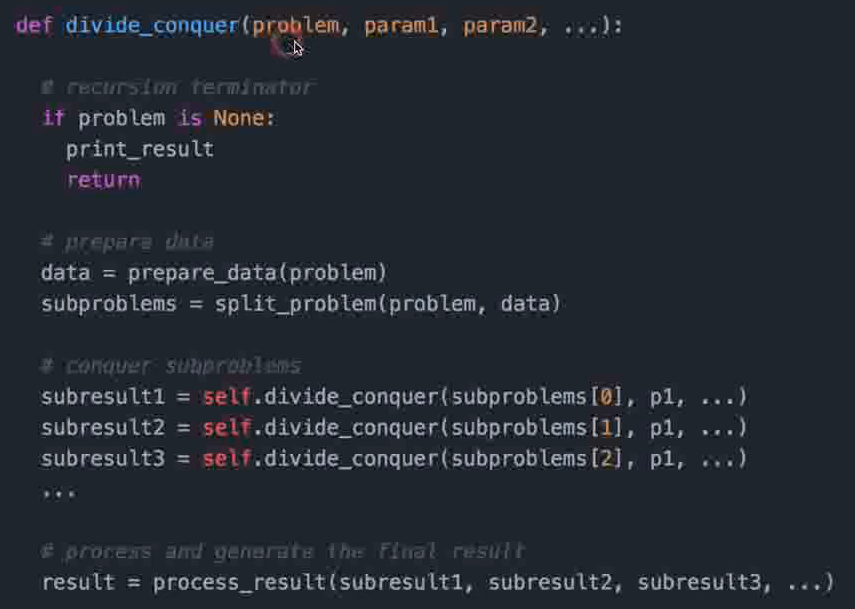 def divide_conquer(problem, param1, param2, ...):
# recursion terminator
if problem is None:
print_result
return
# prepare data
data = prepare_data(problem)
subproblems = split_problem(problem, data)
# conquer subproblems
subresult1 = self.divide_conquer(subproblems[0], p1, ...)
subresult2 = self.divide_conquer(subproblems[1], p1, ...)
subresult3 = self.divide_conquer(subproblems[2], p1, ...)
...
# process and generate the final result
result = process_result(subresult1, subresult2, subresult3, ...)